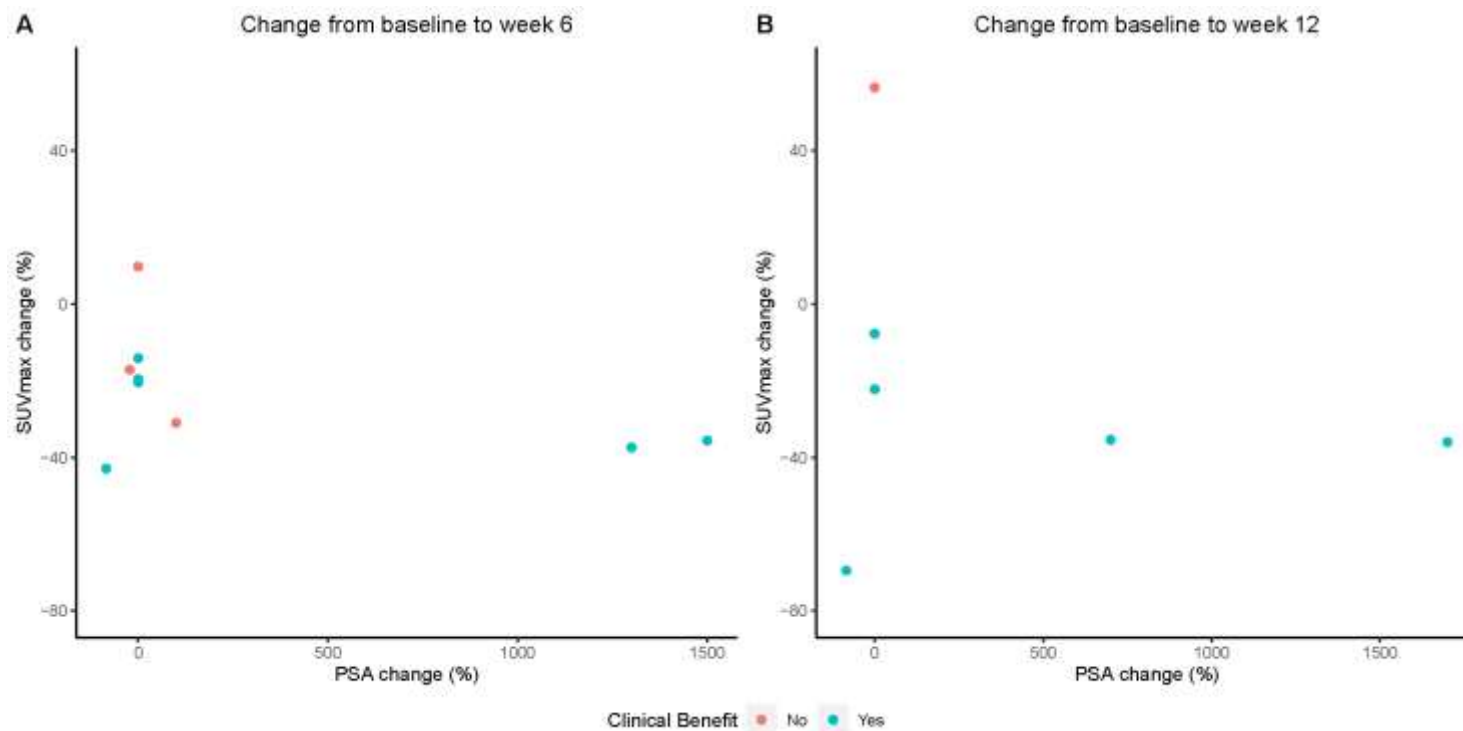 A
Change from baseline to week 6
SUVmax change (%)
40
0
−40
−80
0
500
1000
1500
PSA change (%)
B
Change from baseline to week 12
SUVmax change (%)
40
0
−40
−80
0
500
1000
1500
PSA change (%)
Clinical Benefit No Yes